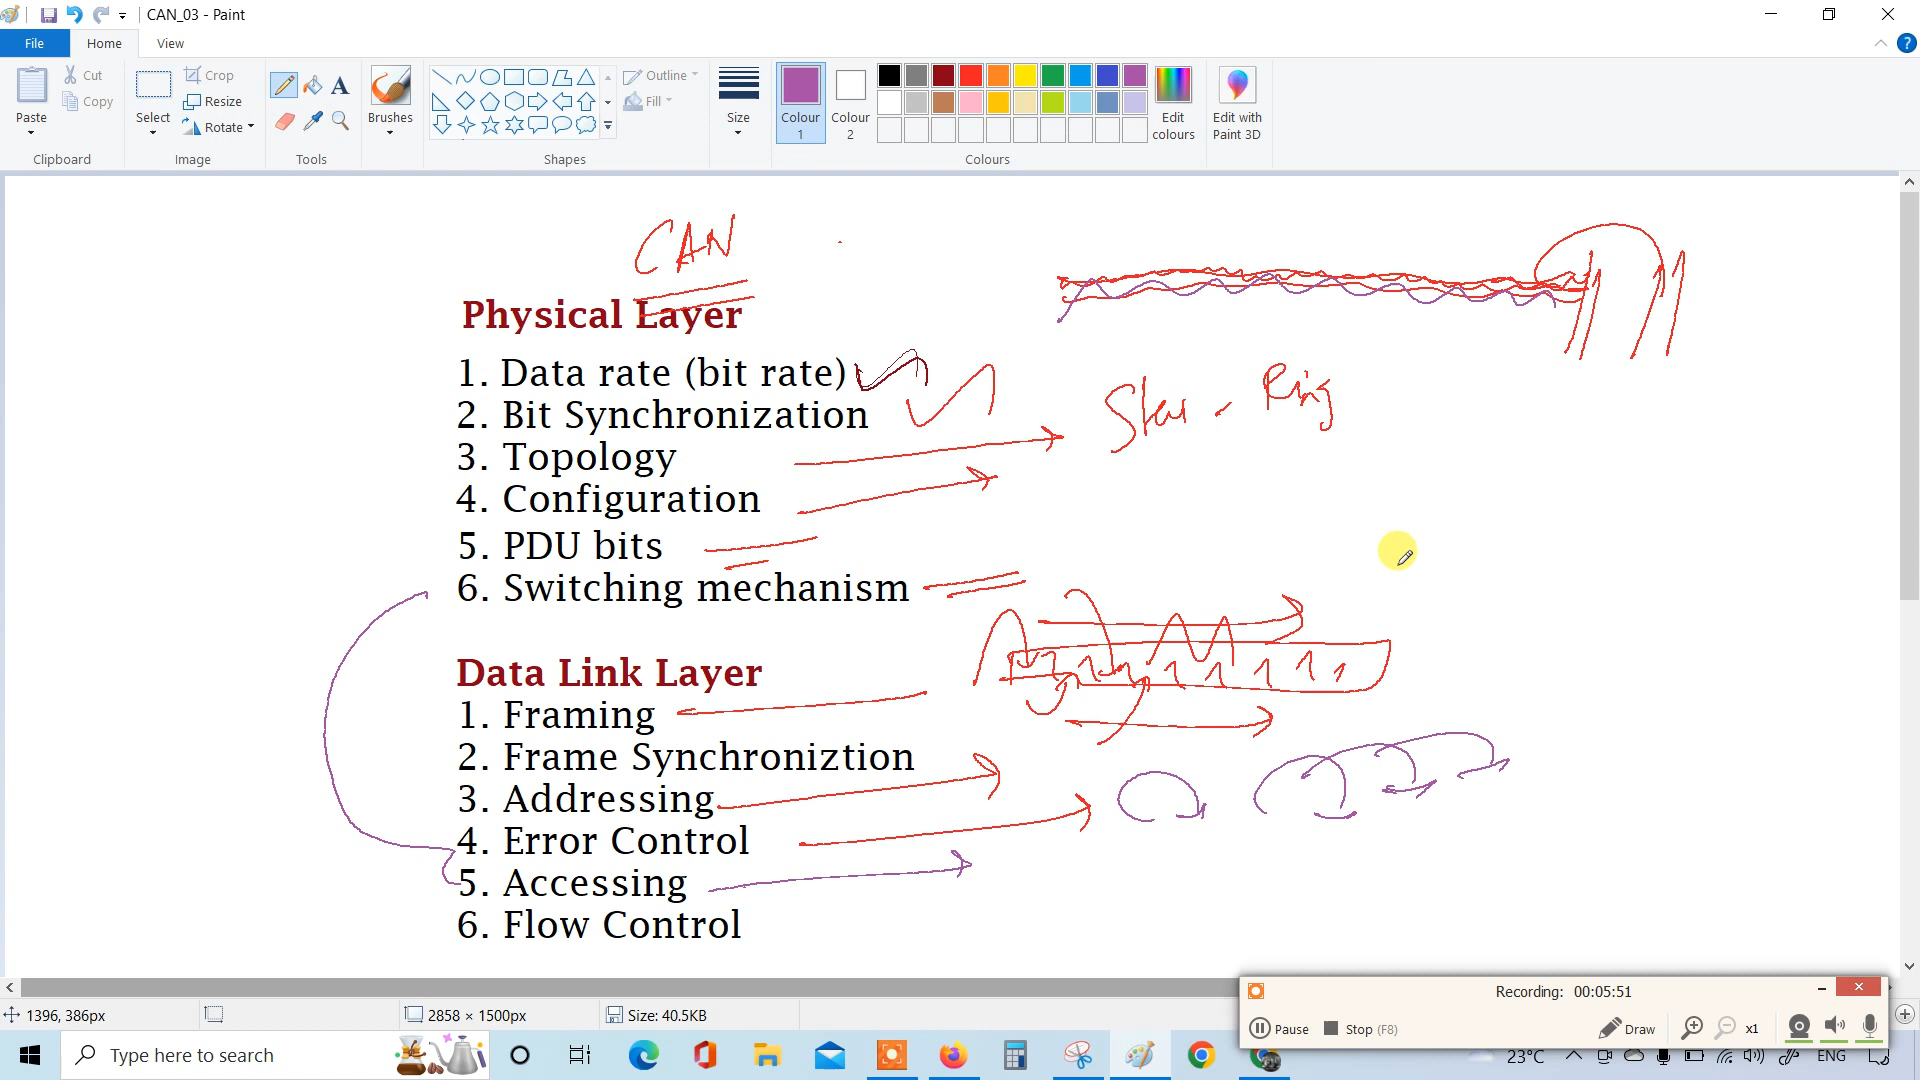 CAN_03 - Paint
File Home View
Paste
Cut
Copy
Clipboard
Select
Crop
Resize
Rotate
Image
Tools
Brushes
Outline
Fill
Shapes
Size
Colour 1
Colour 2
Edit colours
Edit with Paint 3D
Colours
CAN
Physical Layer
1. Data rate (bit rate)
2. Bit Synchronization
3. Topology
Star - Ring
4. Configuration
5. PDU bits
6. Switching mechanism
Data Link Layer
1. Framing
2. Frame Synchroniztion
3. Addressing
4. Error Control
5. Accessing
6. Flow Control
1396, 386px
2858 × 1500px
Size: 40.5KB
Recording: 00:05:51
Pause
Stop (F8)
Draw
x1
Type here to search
23°C
ENG